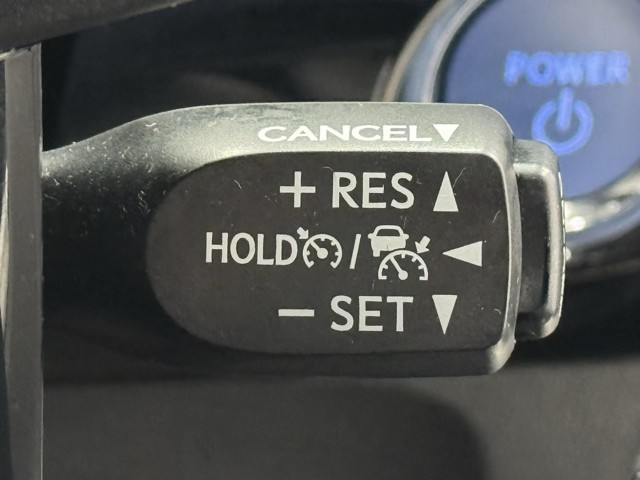 POWER
CANCEL▼
+ RES ▲
HOLD / ◀
− SET ▼